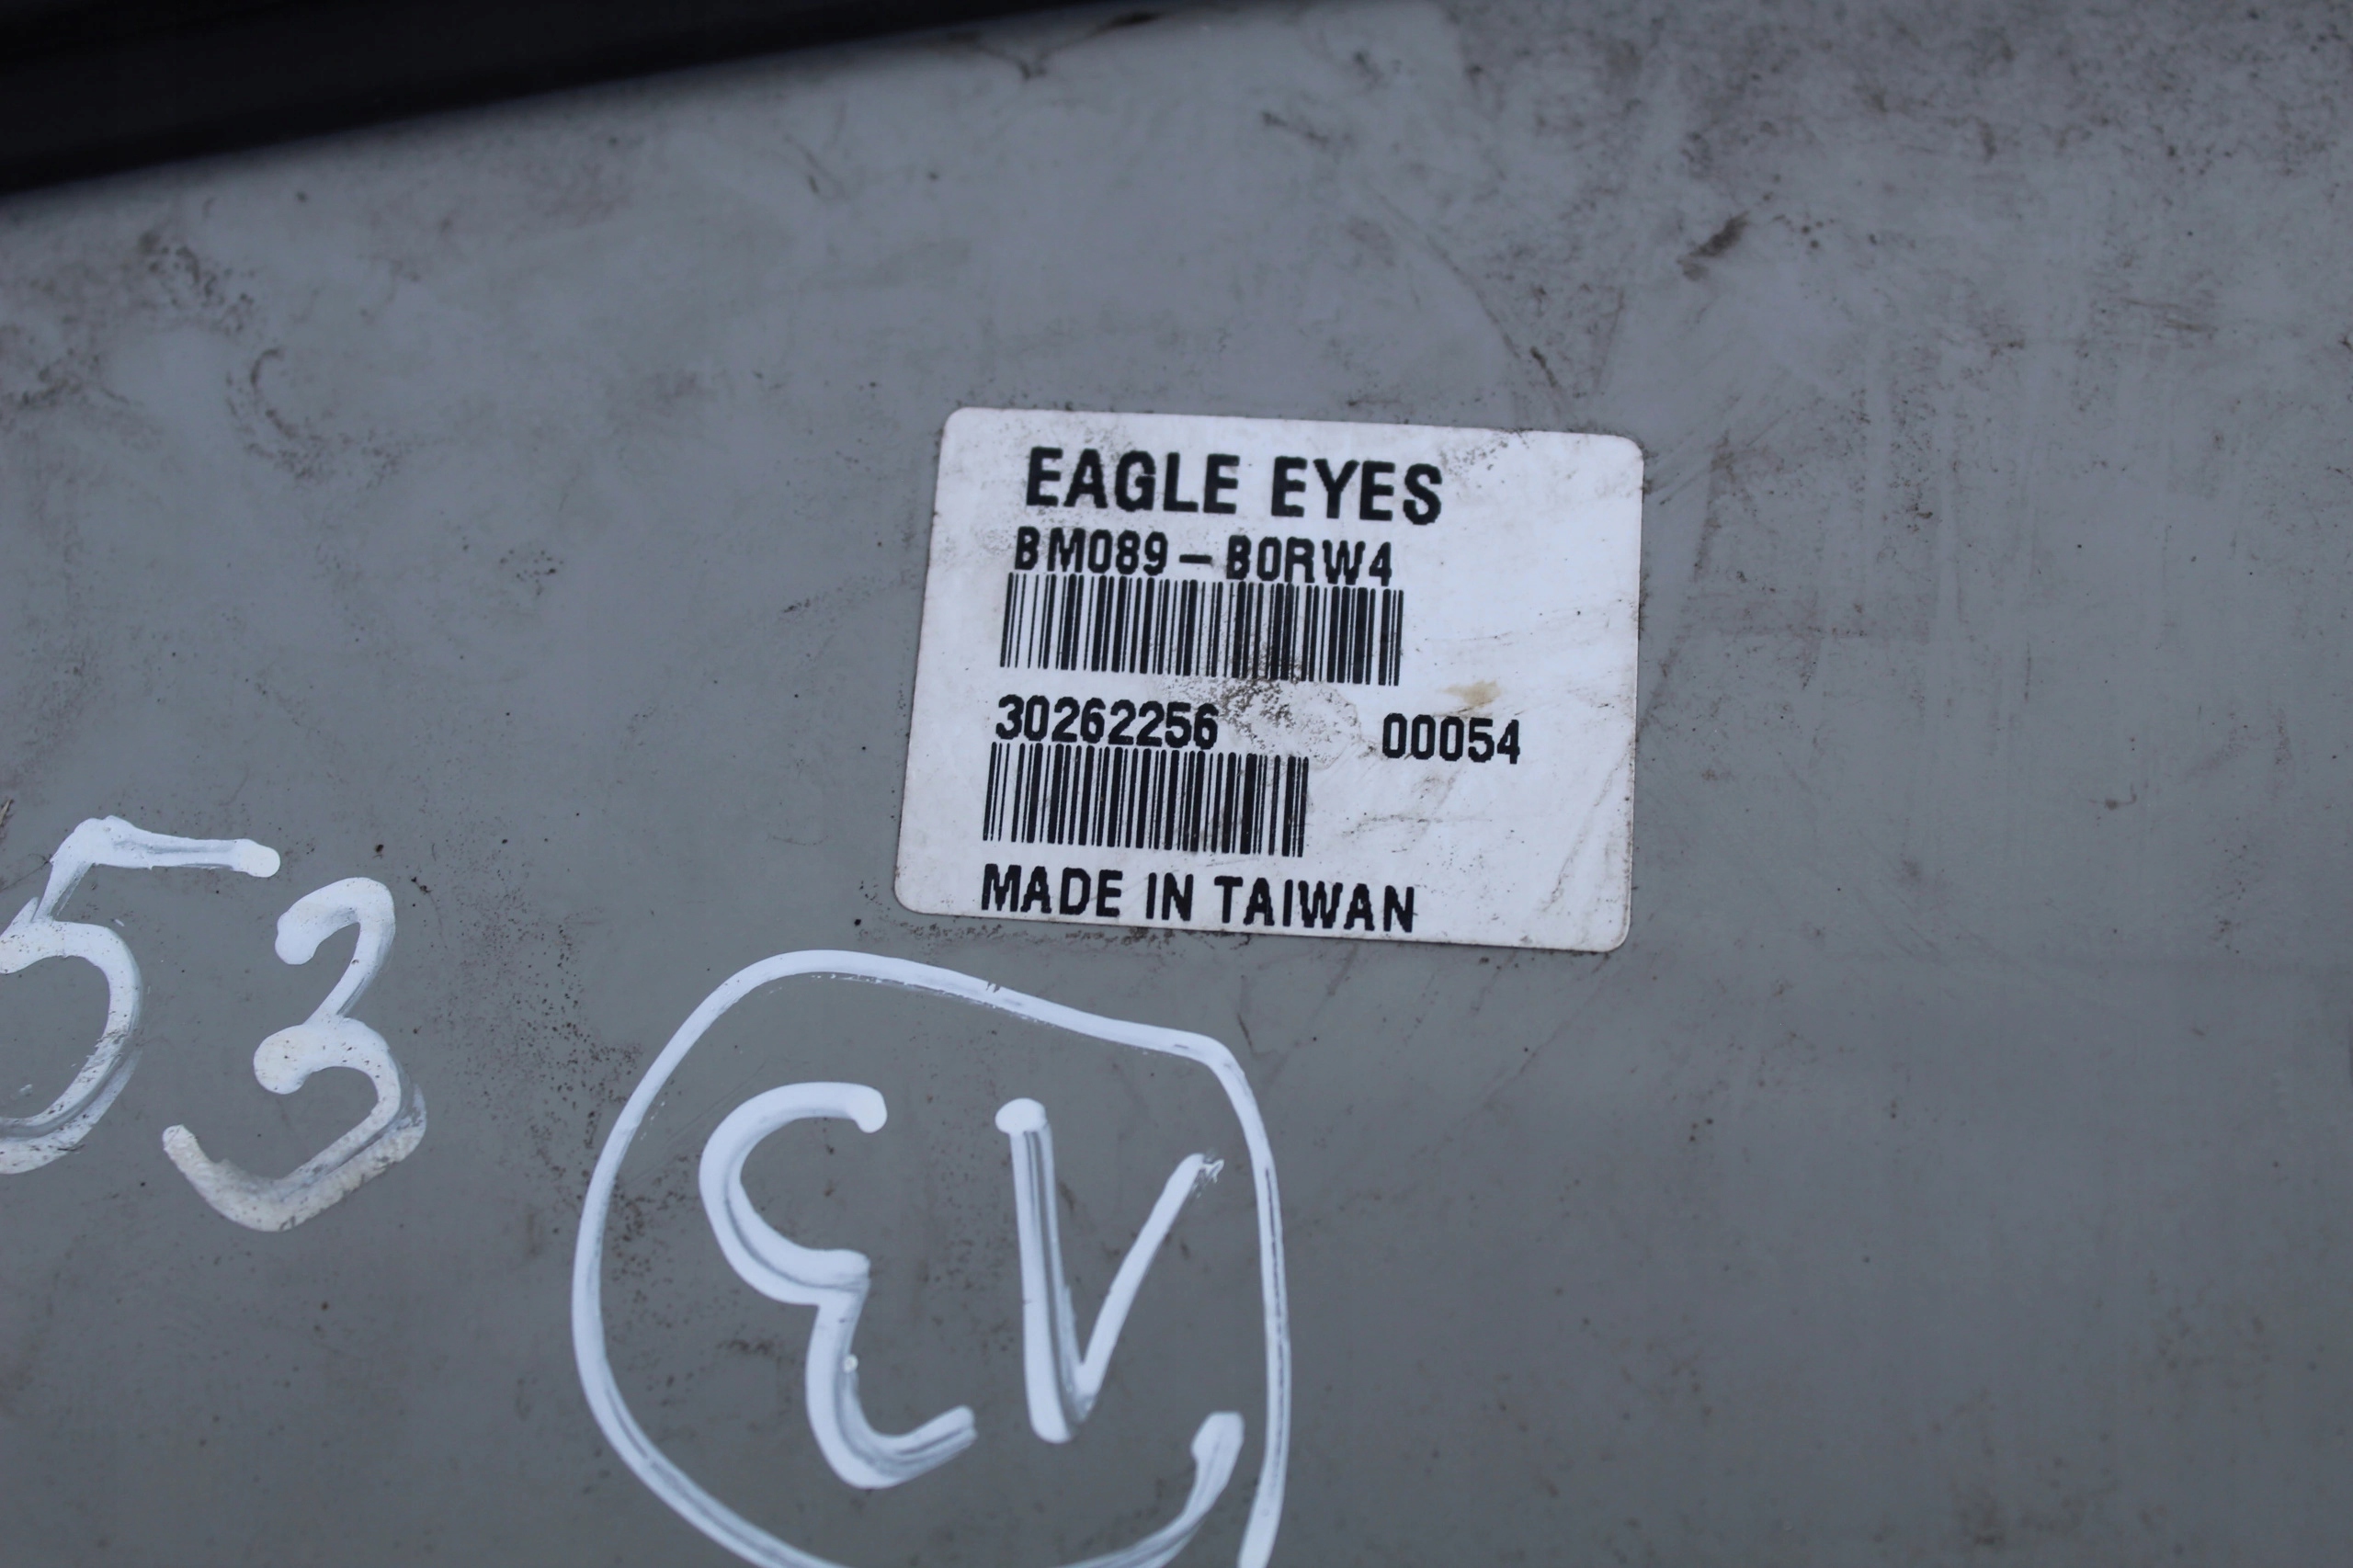 EAGLE EYES
BM089-B0RW4
30262256 00054
MADE IN TAIWAN
53
EV